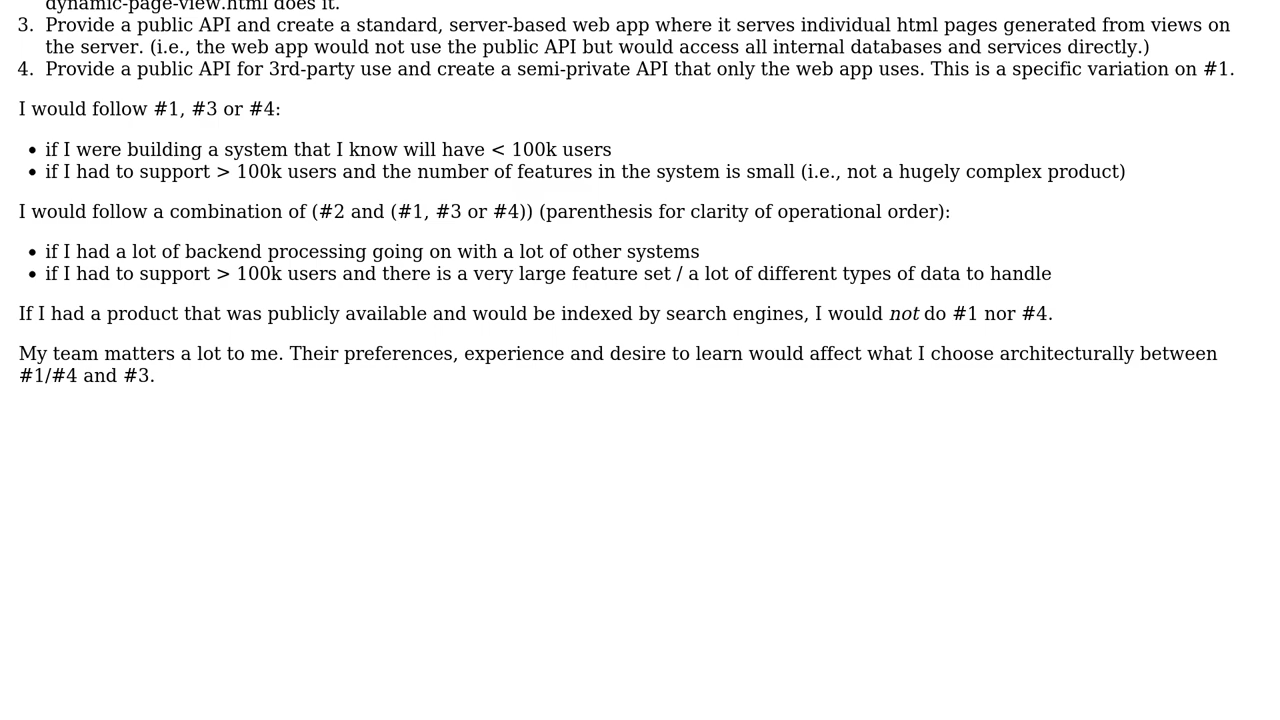 dynamic-page-view.html does it.
3. Provide a public API and create a standard, server-based web app where it serves individual html pages generated from views on
the server. (i.e., the web app would not use the public API but would access all internal databases and services directly.)
4. Provide a public API for 3rd-party use and create a semi-private API that only the web app uses. This is a specific variation on #1.
I would follow #1, #3 or #4:
• if I were building a system that I know will have < 100k users
• if I had to support > 100k users and the number of features in the system is small (i.e., not a hugely complex product)
I would follow a combination of (#2 and (#1, #3 or #4)) (parenthesis for clarity of operational order):
• if I had a lot of backend processing going on with a lot of other systems
• if I had to support > 100k users and there is a very large feature set / a lot of different types of data to handle
If I had a product that was publicly available and would be indexed by search engines, I would not do #1 nor #4.
My team matters a lot to me. Their preferences, experience and desire to learn would affect what I choose architecturally between
#1/#4 and #3.